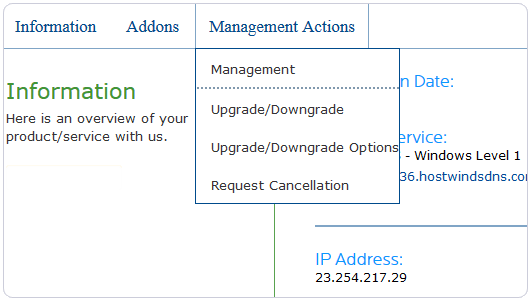 Information Addons Management Actions
Management
Upgrade/Downgrade
Upgrade/Downgrade Options
Request Cancellation
Information
Here is an overview of your
product/service with us.
Date:
- Windows Level 1
36.hostwindsdns.co
IP Address:
23.254.217.29